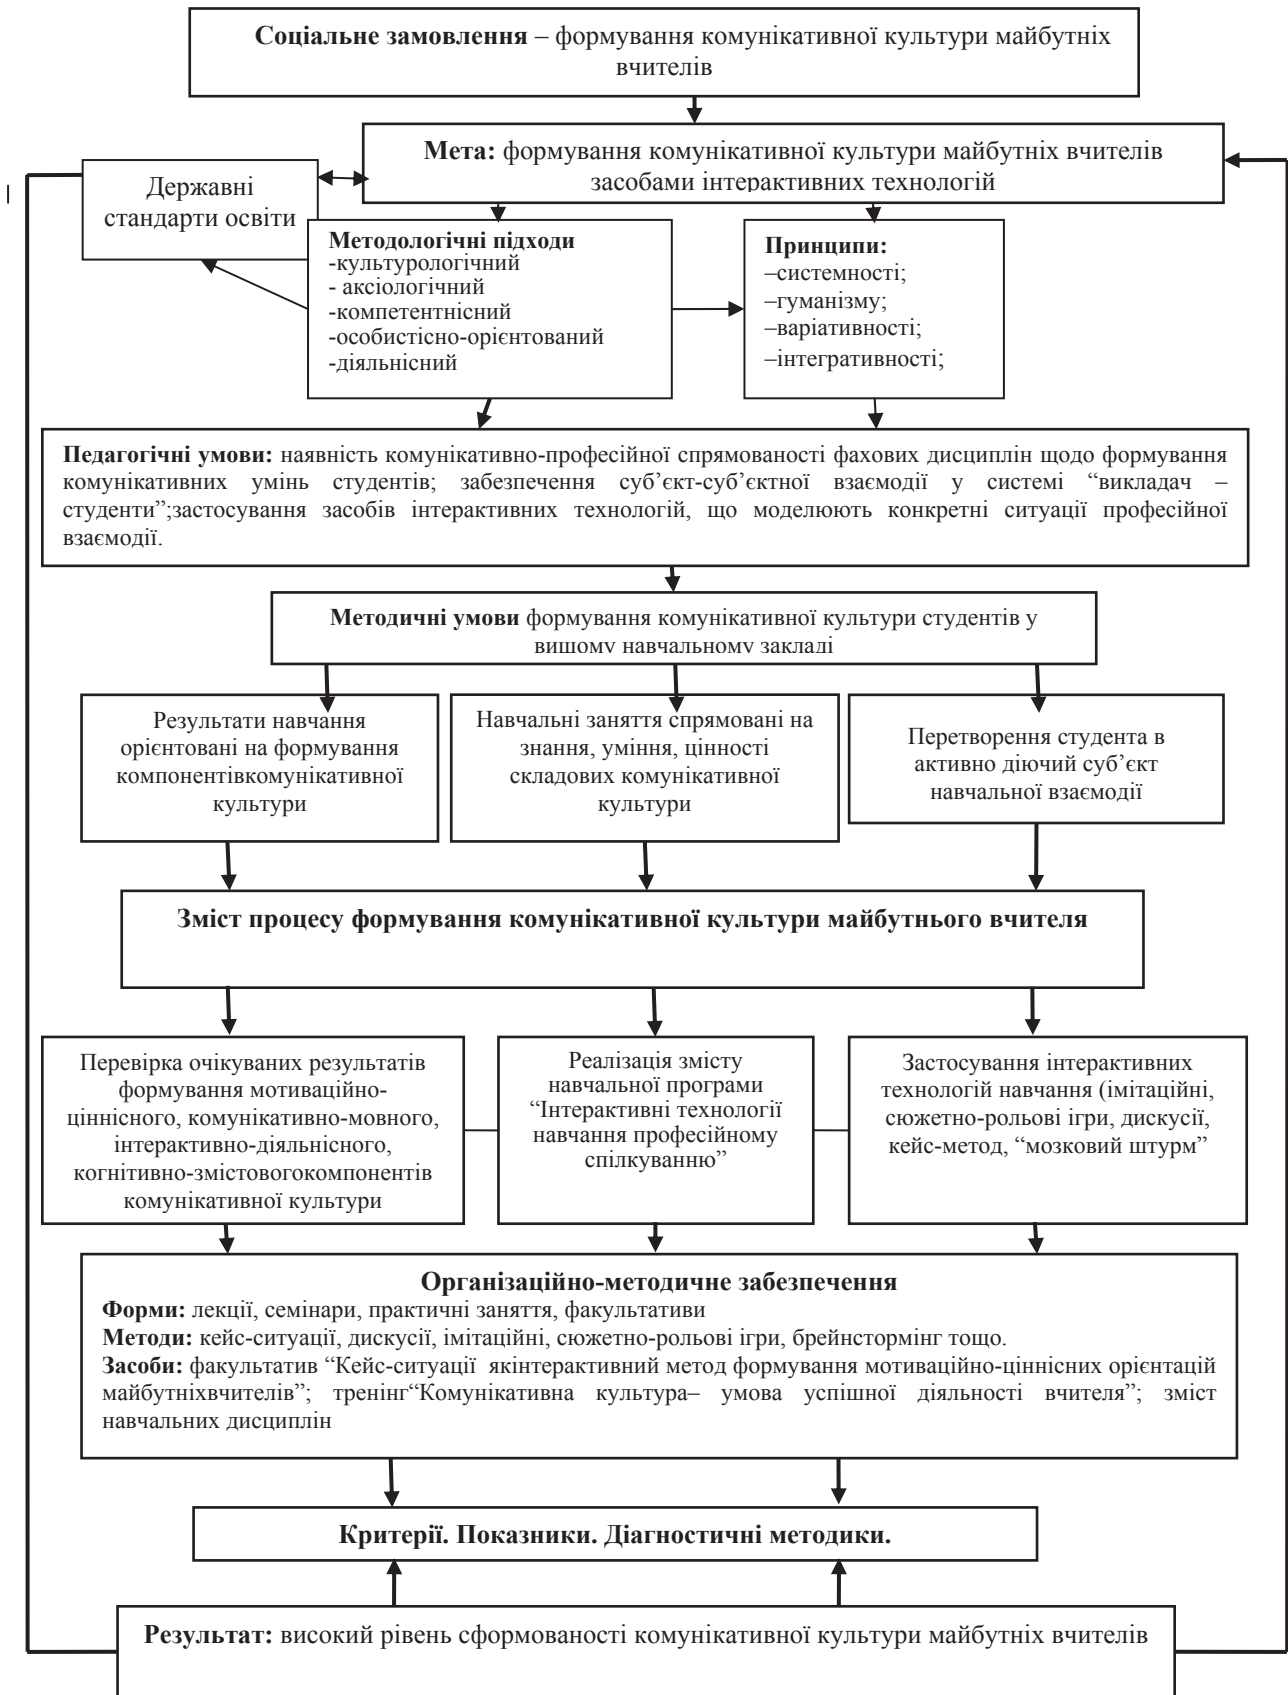 Соціальне замовлення – формування комунікативної культури майбутніх
вчителів
Мета: формування комунікативної культури майбутніх вчителів
засобами інтерактивних технологій
Державні
стандарти освіти
Методологічні підходи
-культурологічний
- аксіологічний
-компетентнісний
-особистісно-орієнтований
-діяльнісний
Принципи:
–системності;
–гуманізму;
–варіативності;
–інтегративності;
Педагогічні умови: наявність комунікативно-професійної спрямованості фахових дисциплін щодо формування
комунікативних умінь студентів; забезпечення суб’єкт-суб’єктної взаємодії у системі “викладач –
студенти”;застосування засобів інтерактивних технологій, що моделюють конкретні ситуації професійної
взаємодії.
Методичні умови формування комунікативної культури студентів у
вищому навчальному закладі
Результати навчання
орієнтовані на формування
компонентівкомунікативної
культури
Навчальні заняття спрямовані на
знання, уміння, цінності
складових комунікативної
культури
Перетворення студента в
активно діючий суб’єкт
навчальної взаємодії
Зміст процесу формування комунікативної культури майбутнього вчителя
Перевірка очікуваних результатів
формування мотиваційно-
ціннісного, комунікативно-мовного,
інтерактивно-діяльнісного,
когнітивно-змістовогокомпонентів
комунікативної культури
Реалізація змісту
навчальної програми
“Інтерактивні технології
навчання професійному
спілкуванню”
Застосування інтерактивних
технологій навчання (імітаційні,
сюжетно-рольові ігри, дискусії,
кейс-метод, “мозковий штурм”
Організаційно-методичне забезпечення
Форми: лекції, семінари, практичні заняття, факультативи
Методи: кейс-ситуації, дискусії, імітаційні, сюжетно-рольові ігри, брейнстормінг тощо.
Засоби: факультатив “Кейс-ситуації якінтерактивний метод формування мотиваційно-ціннісних орієнтацій
майбутніхвчителів”; тренінг“Комунікативна культура– умова успішної діяльності вчителя”; зміст
навчальних дисциплін
Критерії. Показники. Діагностичні методики.
Результат: високий рівень сформованості комунікативної культури майбутніх вчителів